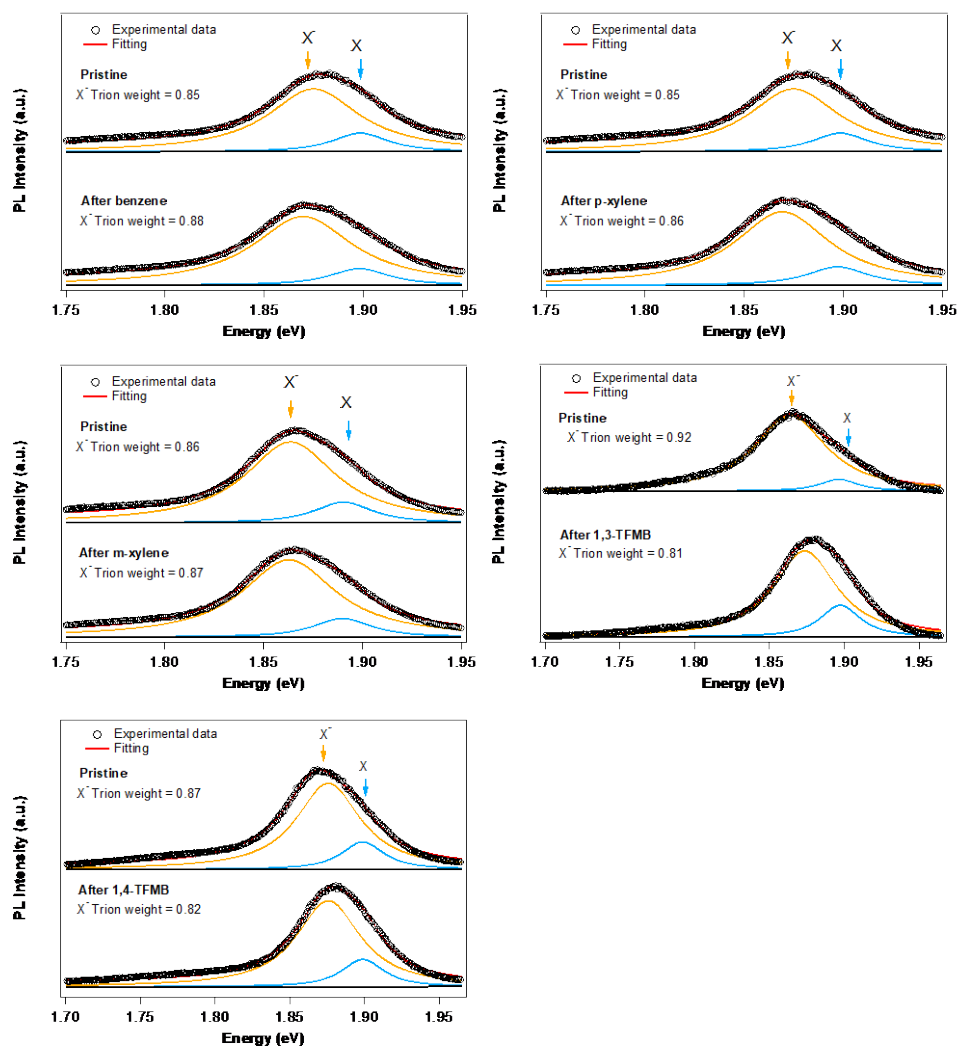 Experimental data
Fitting
X⁻
X
Pristine
X⁻ Trion weight = 0.85
After benzene
X⁻ Trion weight = 0.88
PL Intensity (a.u.)
1.75 1.80 1.85 1.90 1.95
Energy (eV)
Experimental data
Fitting
X⁻
X
Pristine
X⁻ Trion weight = 0.85
After p-xylene
X⁻ Trion weight = 0.86
PL Intensity (a.u.)
1.75 1.80 1.85 1.90 1.95
Energy (eV)
Experimental data
Fitting
X⁻
X
Pristine
X⁻ Trion weight = 0.86
After m-xylene
X⁻ Trion weight = 0.87
PL Intensity (a.u.)
1.75 1.80 1.85 1.90 1.95
Energy (eV)
Experimental data
Fitting
X⁻
X
Pristine
X⁻ Trion weight = 0.92
After 1,3-TFMB
X⁻ Trion weight = 0.81
PL Intensity (a.u.)
1.70 1.75 1.80 1.85 1.90 1.95
Energy (eV)
Experimental data
Fitting
X⁻
X
Pristine
X⁻ Trion weight = 0.87
After 1,4-TFMB
X⁻ Trion weight = 0.82
PL Intensity (a.u.)
1.70 1.75 1.80 1.85 1.90 1.95
Energy (eV)